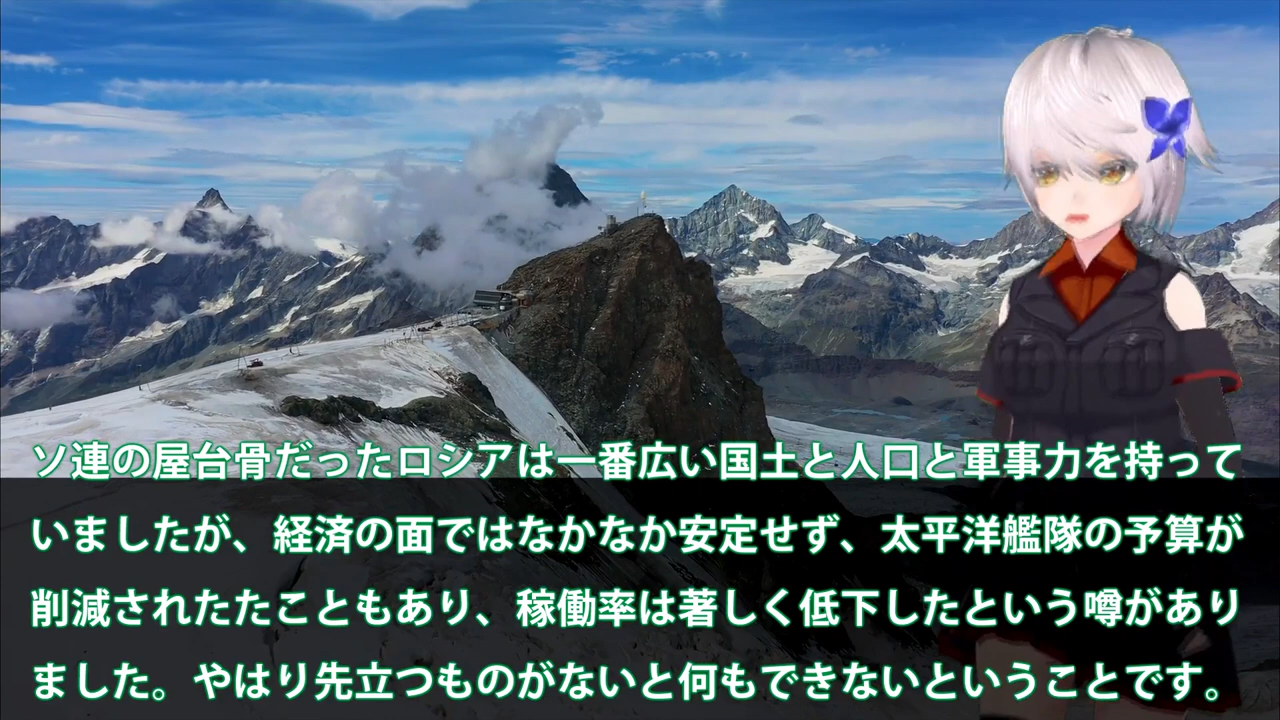 ソ連の屋台骨だったロシアは一番広い国土と人口と軍事力を持って
いましたが、経済の面ではなかなか安定せず、太平洋艦隊の予算が
削減されたたこともあり、稼働率は著しく低下したという噂があり
ました。やはり先立つものがないと何もできないということです。